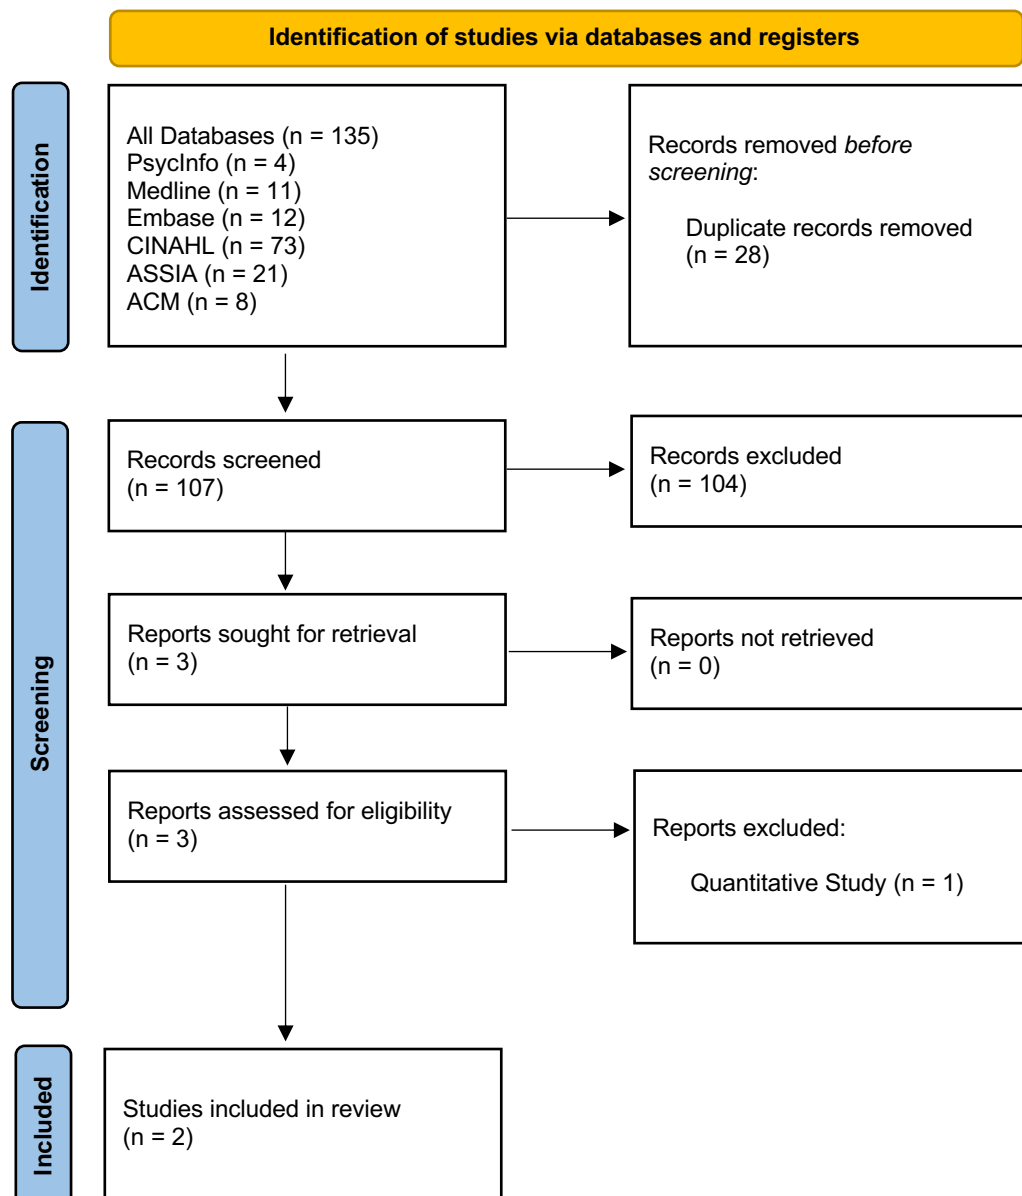 Identification of studies via databases and registers
Identification
All Databases (n = 135)
PsycInfo (n = 4)
Medline (n = 11)
Embase (n = 12)
CINAHL (n = 73)
ASSIA (n = 21)
ACM (n = 8)
Records removed before
screening:
Duplicate records removed
(n = 28)
Screening
Records screened
(n = 107)
Records excluded
(n = 104)
Reports sought for retrieval
(n = 3)
Reports not retrieved
(n = 0)
Reports assessed for eligibility
(n = 3)
Reports excluded:
Quantitative Study (n = 1)
Included
Studies included in review
(n = 2)